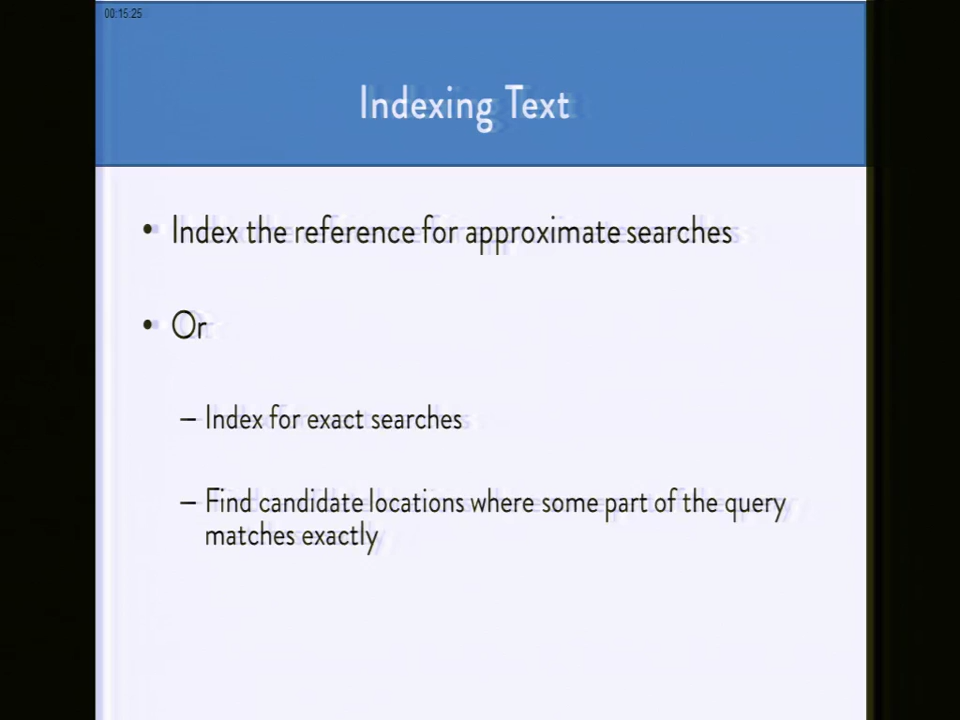 00:15:25
Indexing Text
• Index the reference for approximate searches
• Or
– Index for exact searches
– Find candidate locations where some part of the query
matches exactly